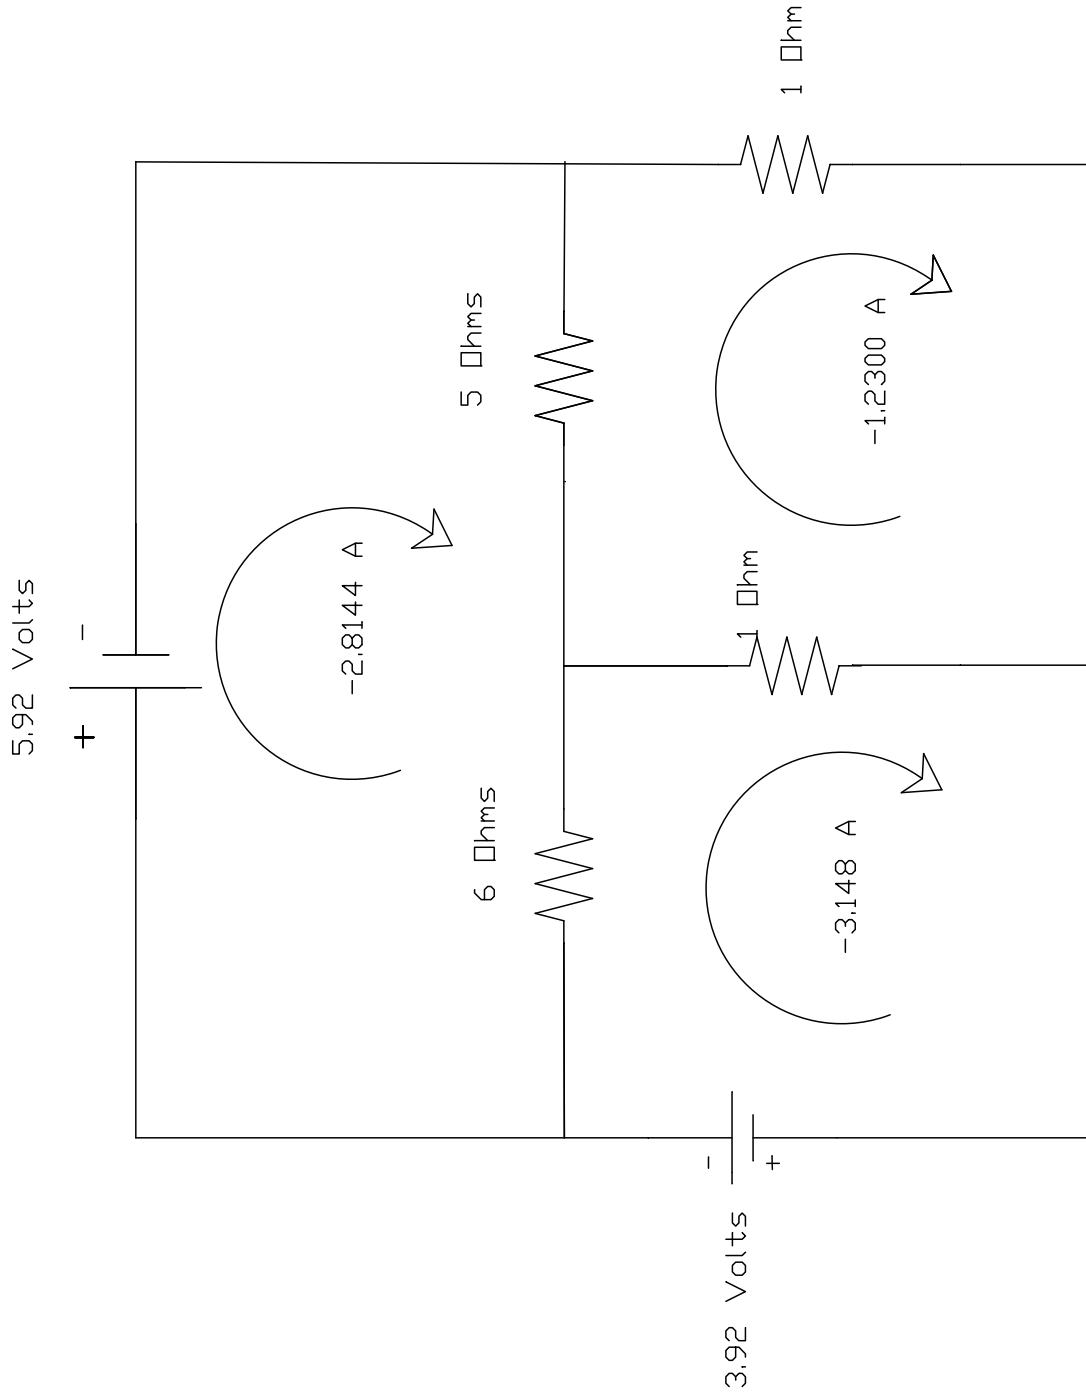 5.92 Volts
+ -
-2.8144 A
6 Ohms
5 Ohms
3.92 Volts
-
+
-3.148 A
1 Ohm
-1.2300 A
1 Ohm